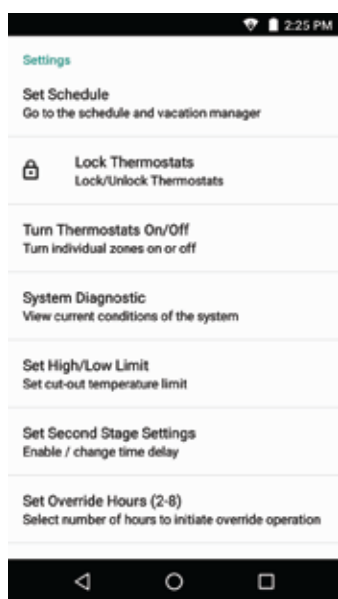 2:25 PM
Settings
Set Schedule
Go to the schedule and vacation manager
Lock Thermostats
Lock/Unlock Thermostats
Turn Thermostats On/Off
Turn individual zones on or off
System Diagnostic
View current conditions of the system
Set High/Low Limit
Set cut-out temperature limit
Set Second Stage Settings
Enable / change time delay
Set Override Hours (2-8)
Select number of hours to initiate override operation